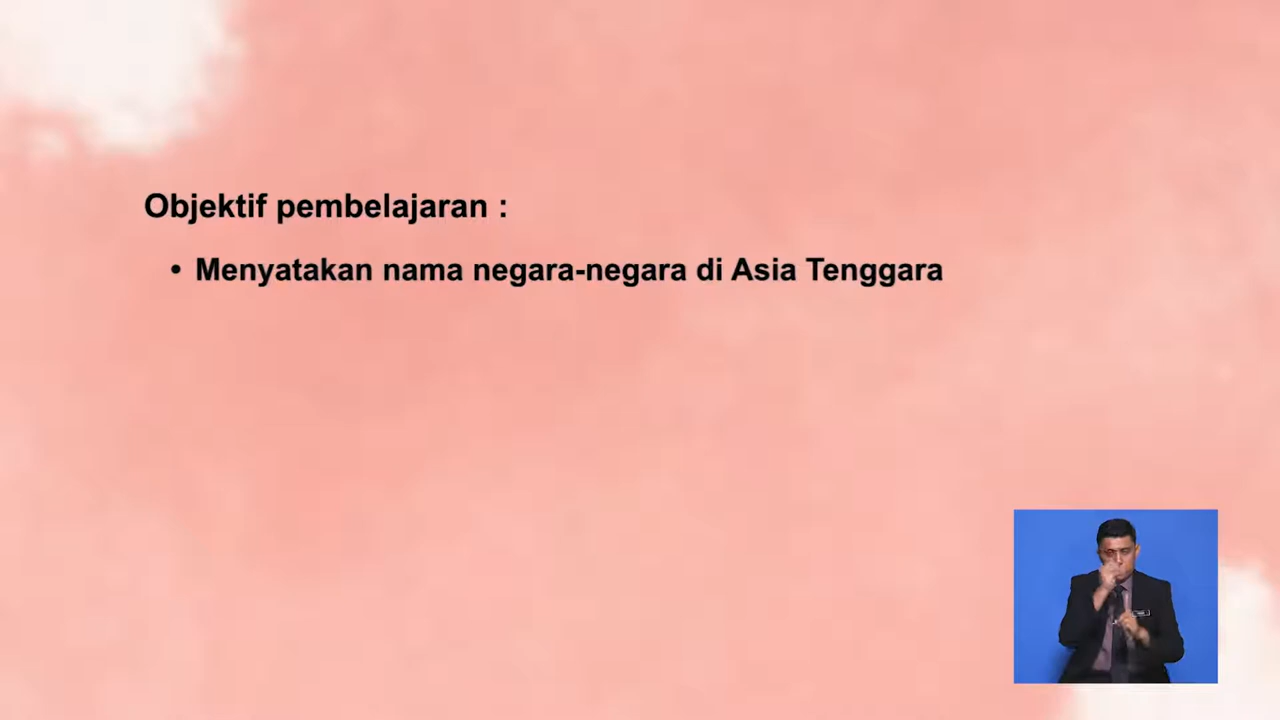 Objektif pembelajaran :
• Menyatakan nama negara-negara di Asia Tenggara